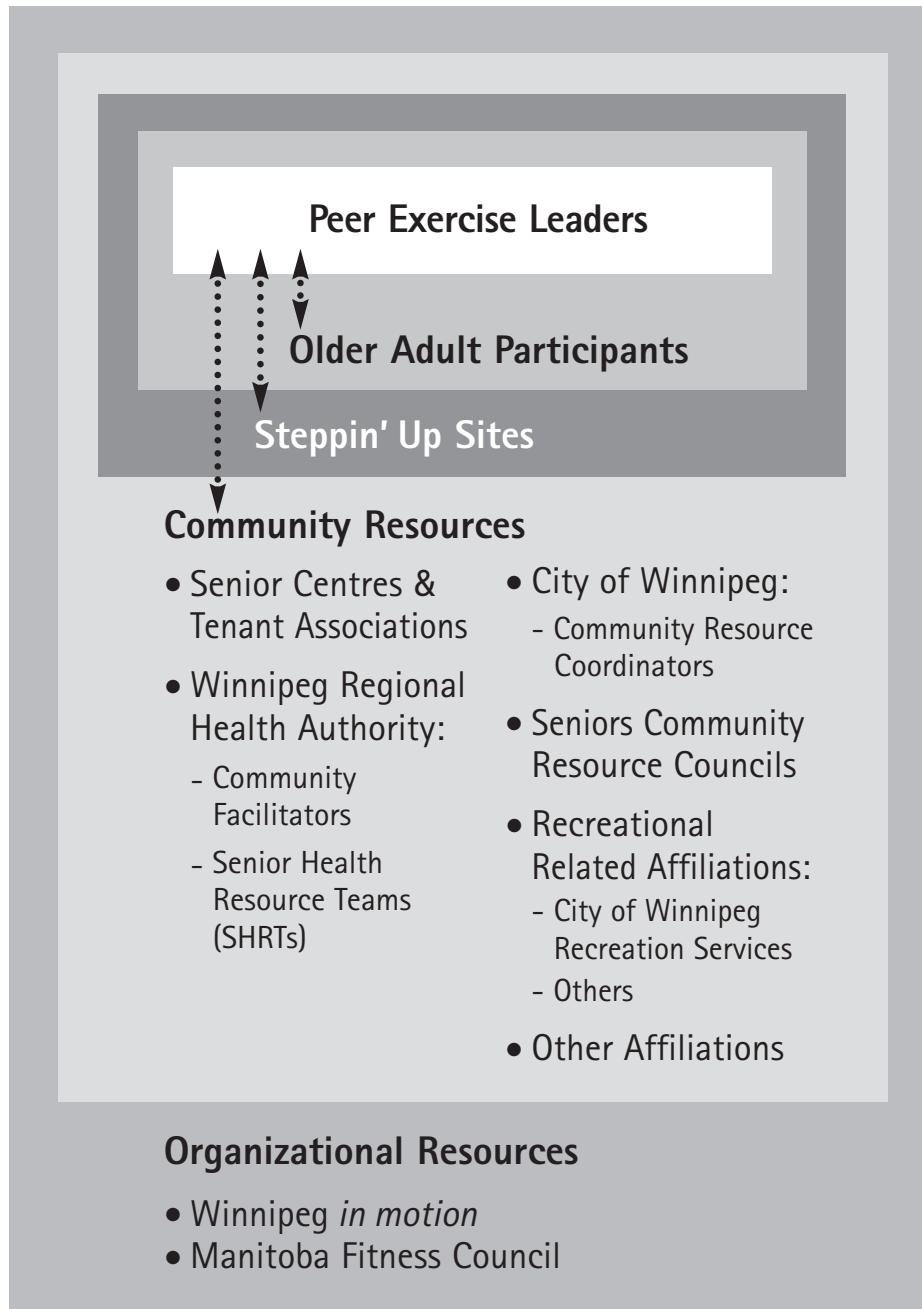 Peer Exercise Leaders
Older Adult Participants
Steppin' Up Sites
Community Resources
• Senior Centres &
Tenant Associations
• Winnipeg Regional
Health Authority:
- Community
Facilitators
- Senior Health
Resource Teams
(SHRTs)
• City of Winnipeg:
- Community Resource
Coordinators
• Seniors Community
Resource Councils
• Recreational
Related Affiliations:
- City of Winnipeg
Recreation Services
- Others
• Other Affiliations
Organizational Resources
• Winnipeg in motion
• Manitoba Fitness Council